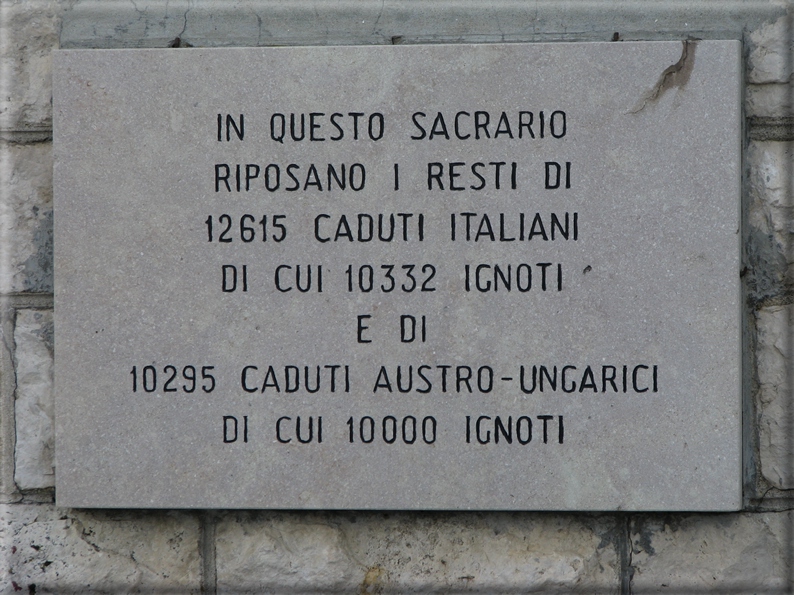 IN QUESTO SACRARIO
RIPOSANO I RESTI DI
12615 CADUTI ITALIANI
DI CUI 10332 IGNOTI
E DI
10295 CADUTI AUSTRO-UNGARICI
DI CUI 10000 IGNOTI